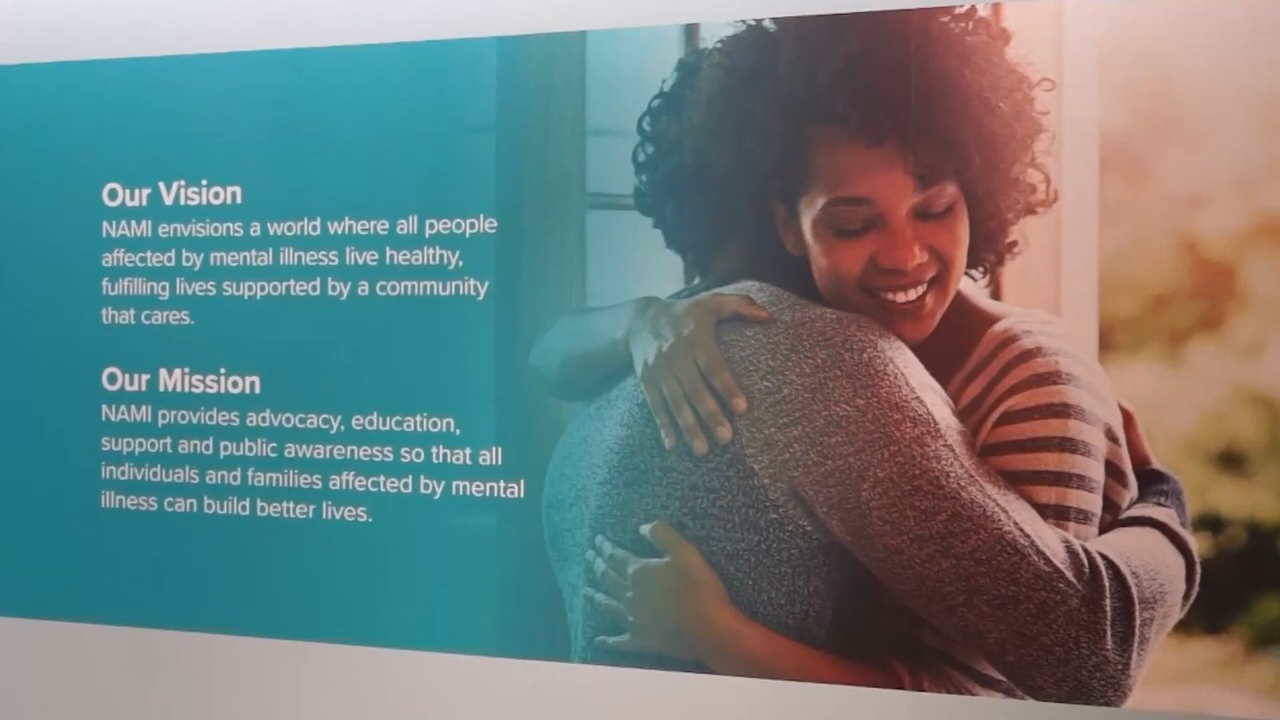 Our Vision
NAMI envisions a world where all people
affected by mental illness live healthy,
fulfilling lives supported by a community
that cares.
Our Mission
NAMI provides advocacy, education,
support and public awareness so that all
individuals and families affected by mental
illness can build better lives.